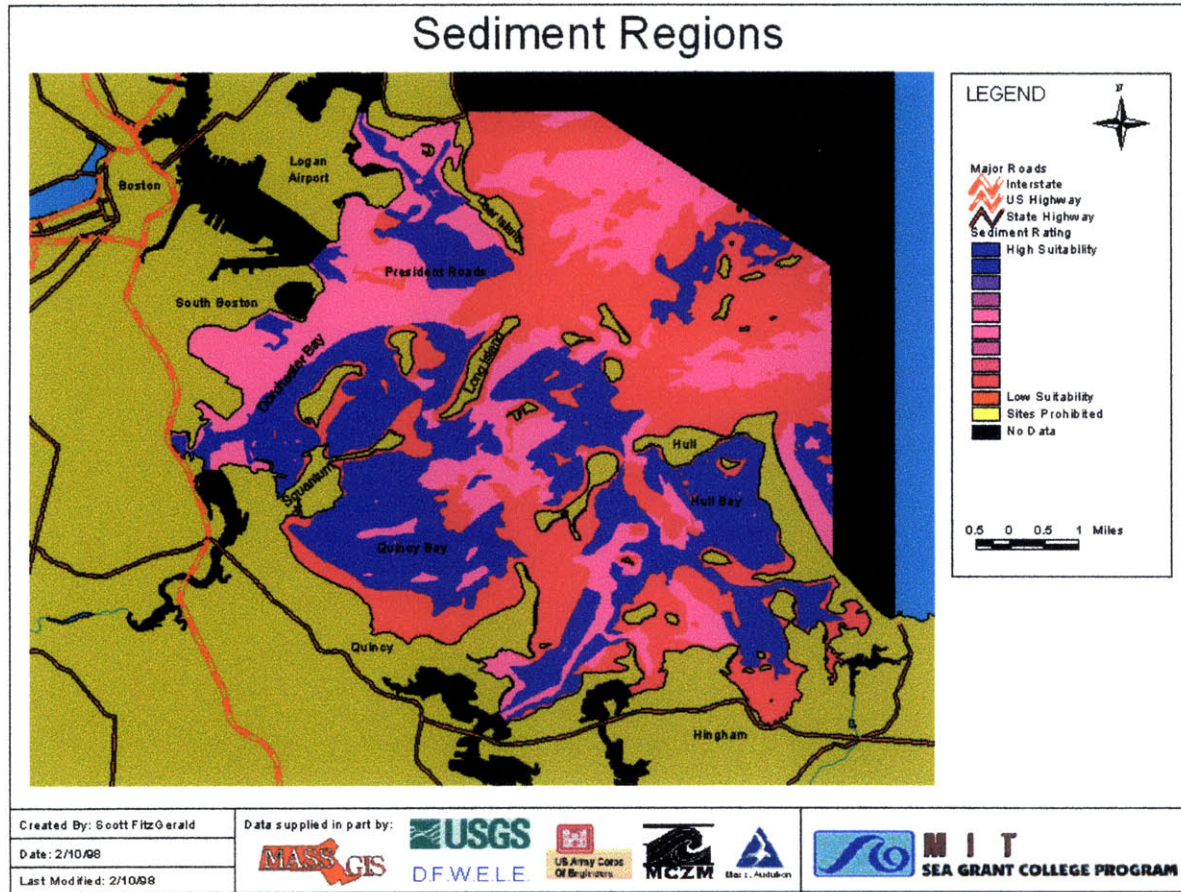 Sediment Regions
Logan
Airport
Boston
Deer Island
President Roads
South Boston
Dorchester Bay
Long Island
Squantum
Hull
Hull Bay
Quincy Bay
Quincy
Hingham
LEGEND
N
Major Roads
Interstate
US Highway
State Highway
Sediment Rating
High Suitability
Low Suitability
Sites Prohibited
No Data
0.5 0 0.5 1 Miles
Created By: Scott FitzGerald
Date: 2/10/98
Last Modified: 2/10/98
Data supplied in part by:
MASS GIS
USGS
D.F.W.E.L.E.
US Army Corps
Of Engineers
MCZM
Mass. Audubon
MIT
SEA GRANT COLLEGE PROGRAM